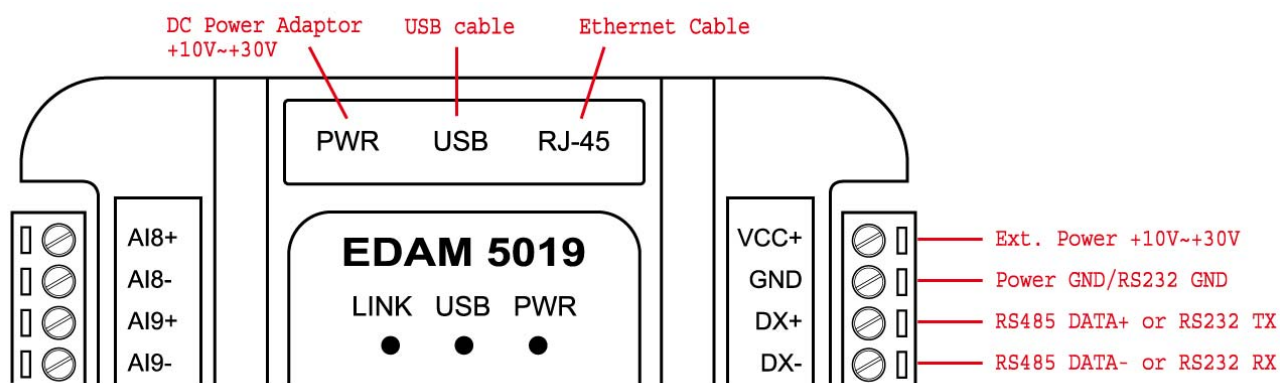 DC Power Adaptor
+10V~+30V
USB cable
Ethernet Cable
PWR USB RJ-45
EDAM 5019
LINK USB PWR
AI8+
AI8-
AI9+
AI9-
VCC+
GND
DX+
DX-
Ext. Power +10V~+30V
Power GND/RS232 GND
RS485 DATA+ or RS232 TX
RS485 DATA- or RS232 RX